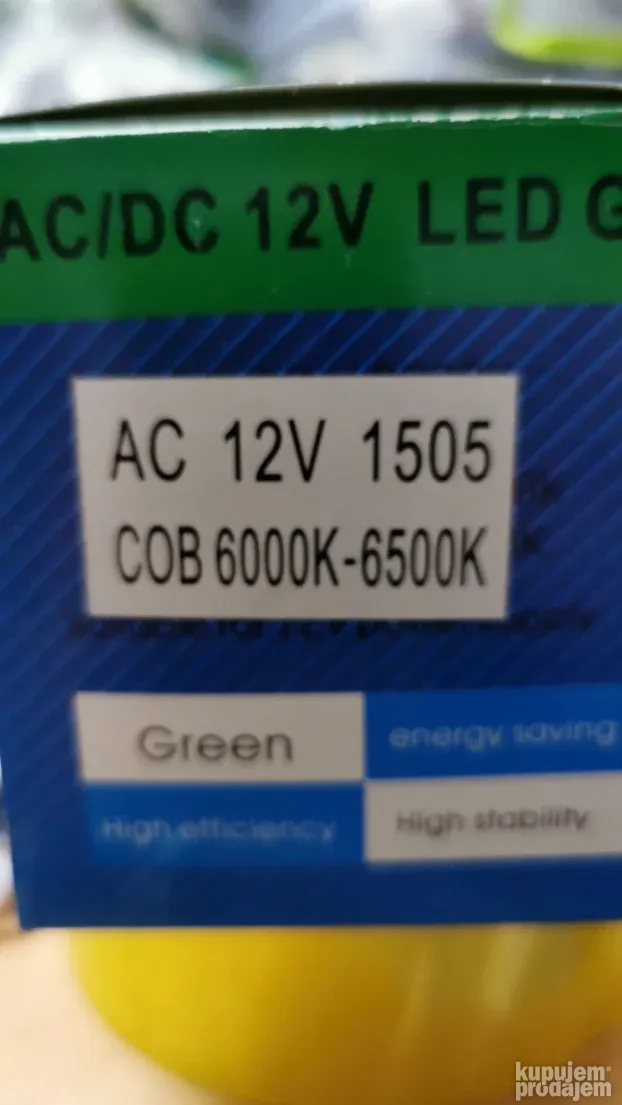 AC/DC 12V LED G
AC 12V 1505
COB 6000K-6500K
Green
energy saving
High efficiency
High stability
kupujem
prodajem